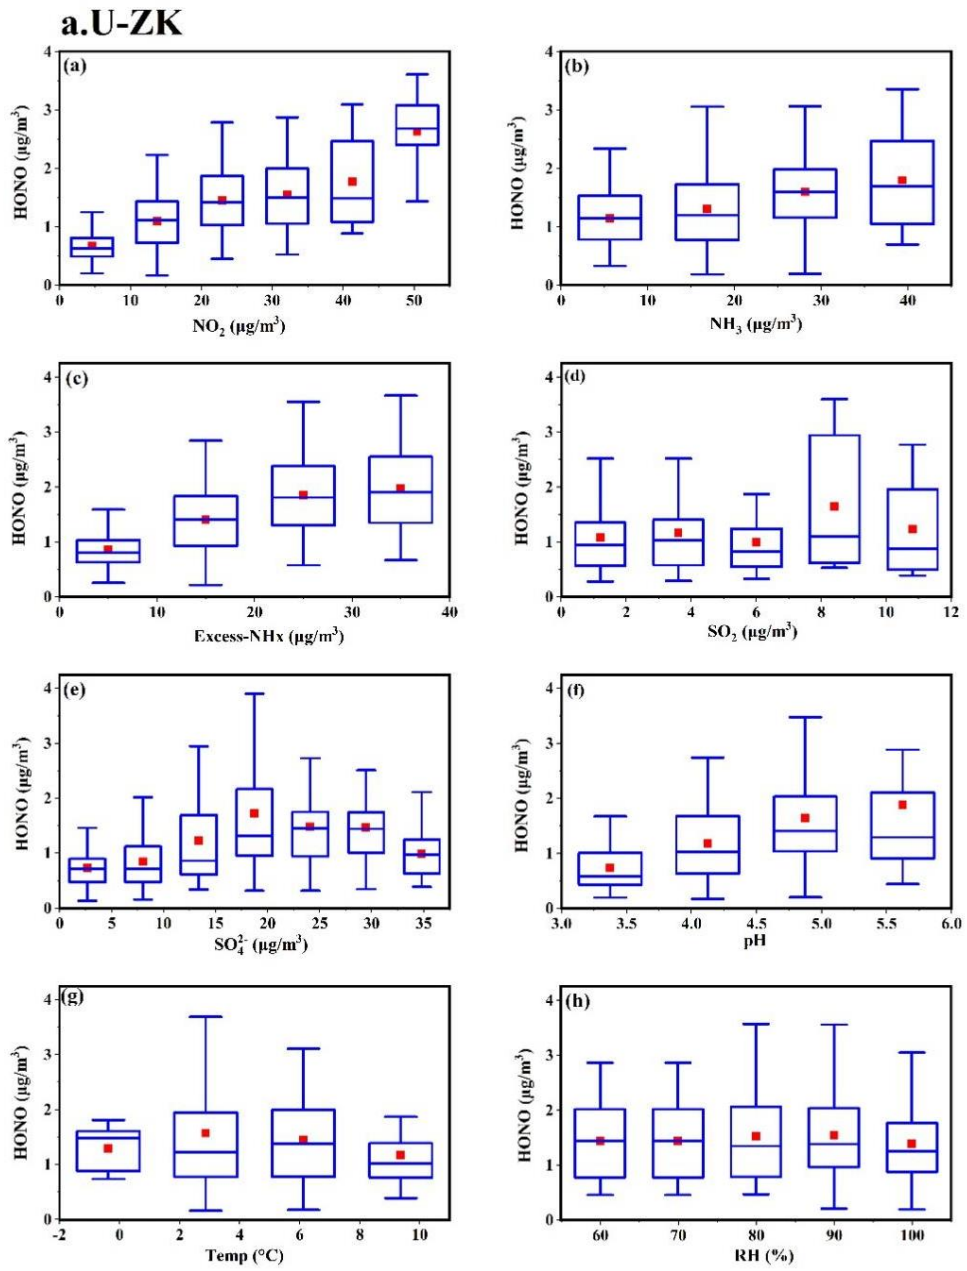 a.U-ZK
(a)
HONO (μg/m³)
4
3
2
1
0
0 10 20 30 40 50
NO₂ (μg/m³)
(b)
HONO (μg/m³)
4
3
2
1
0
0 10 20 30 40
NH₃ (μg/m³)
(c)
HONO (μg/m³)
4
3
2
1
0
0 10 20 30 40
Excess-NHx (μg/m³)
(d)
HONO (μg/m³)
4
3
2
1
0
0 2 4 6 8 10 12
SO₂ (μg/m³)
(e)
HONO (μg/m³)
4
3
2
1
0
0 5 10 15 20 25 30 35
SO₄²⁻ (μg/m³)
(f)
HONO (μg/m³)
4
3
2
1
0
3.0 3.5 4.0 4.5 5.0 5.5 6.0
pH
(g)
HONO (μg/m³)
4
3
2
1
0
-2 0 2 4 6 8 10
Temp (°C)
(h)
HONO (μg/m³)
4
3
2
1
0
60 70 80 90 100
RH (%)